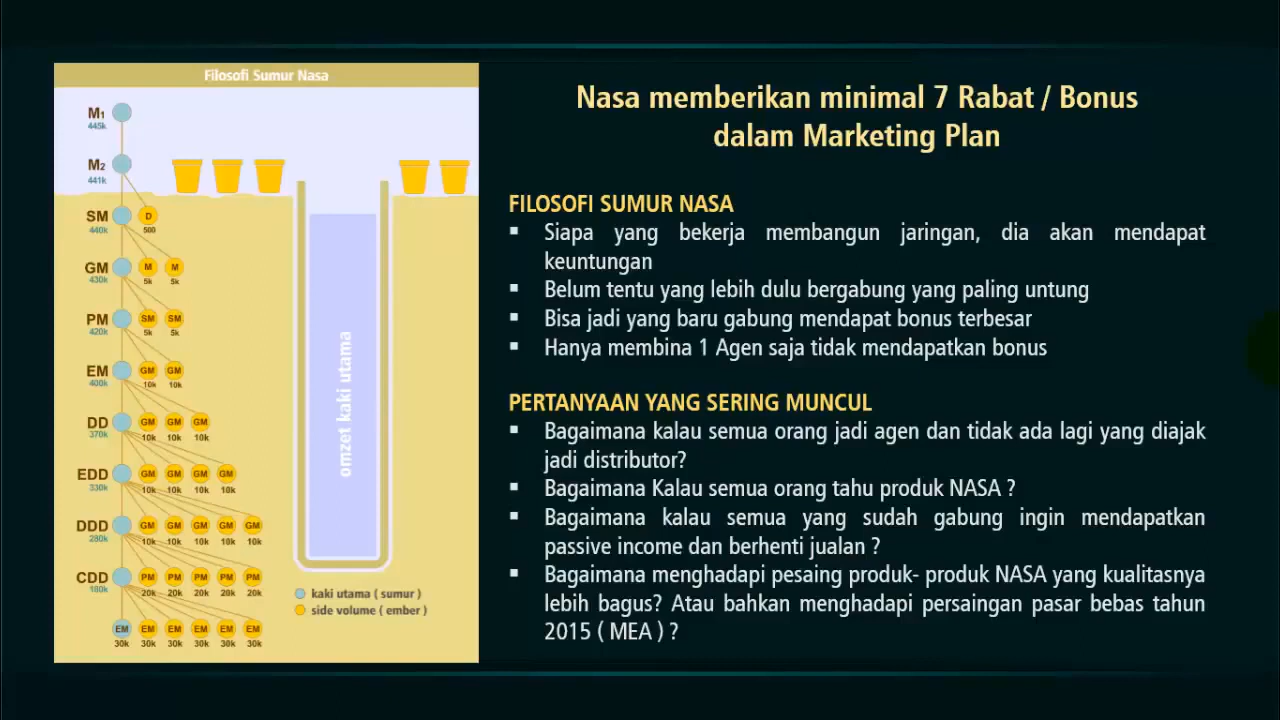 Filosofi Sumur Nasa
M1
445k
M2
441k
SM D
440k 500
GM M M
430k 5k 5k
PM SM SM
420k 5k 5k
EM GM GM
400k 10k 10k
DD GM GM GM
370k 10k 10k 10k
EDD GM GM GM GM
330k 10k 10k 10k 10k
DDD GM GM GM GM GM
280k 10k 10k 10k 10k 10k
CDD PM PM PM PM PM
180k 20k 20k 20k 20k 20k
EM EM EM EM EM EM
30k 30k 30k 30k 30k 30k
omzet kaki utama
kaki utama ( sumur )
side volume ( ember )
Nasa memberikan minimal 7 Rabat / Bonus
dalam Marketing Plan
FILOSOFI SUMUR NASA
▪ Siapa yang bekerja membangun jaringan, dia akan mendapat
keuntungan
▪ Belum tentu yang lebih dulu bergabung yang paling untung
▪ Bisa jadi yang baru gabung mendapat bonus terbesar
▪ Hanya membina 1 Agen saja tidak mendapatkan bonus
PERTANYAAN YANG SERING MUNCUL
▪ Bagaimana kalau semua orang jadi agen dan tidak ada lagi yang diajak
jadi distributor?
▪ Bagaimana Kalau semua orang tahu produk NASA ?
▪ Bagaimana kalau semua yang sudah gabung ingin mendapatkan
passive income dan berhenti jualan ?
▪ Bagaimana menghadapi pesaing produk- produk NASA yang kualitasnya
lebih bagus? Atau bahkan menghadapi persaingan pasar bebas tahun
2015 ( MEA ) ?